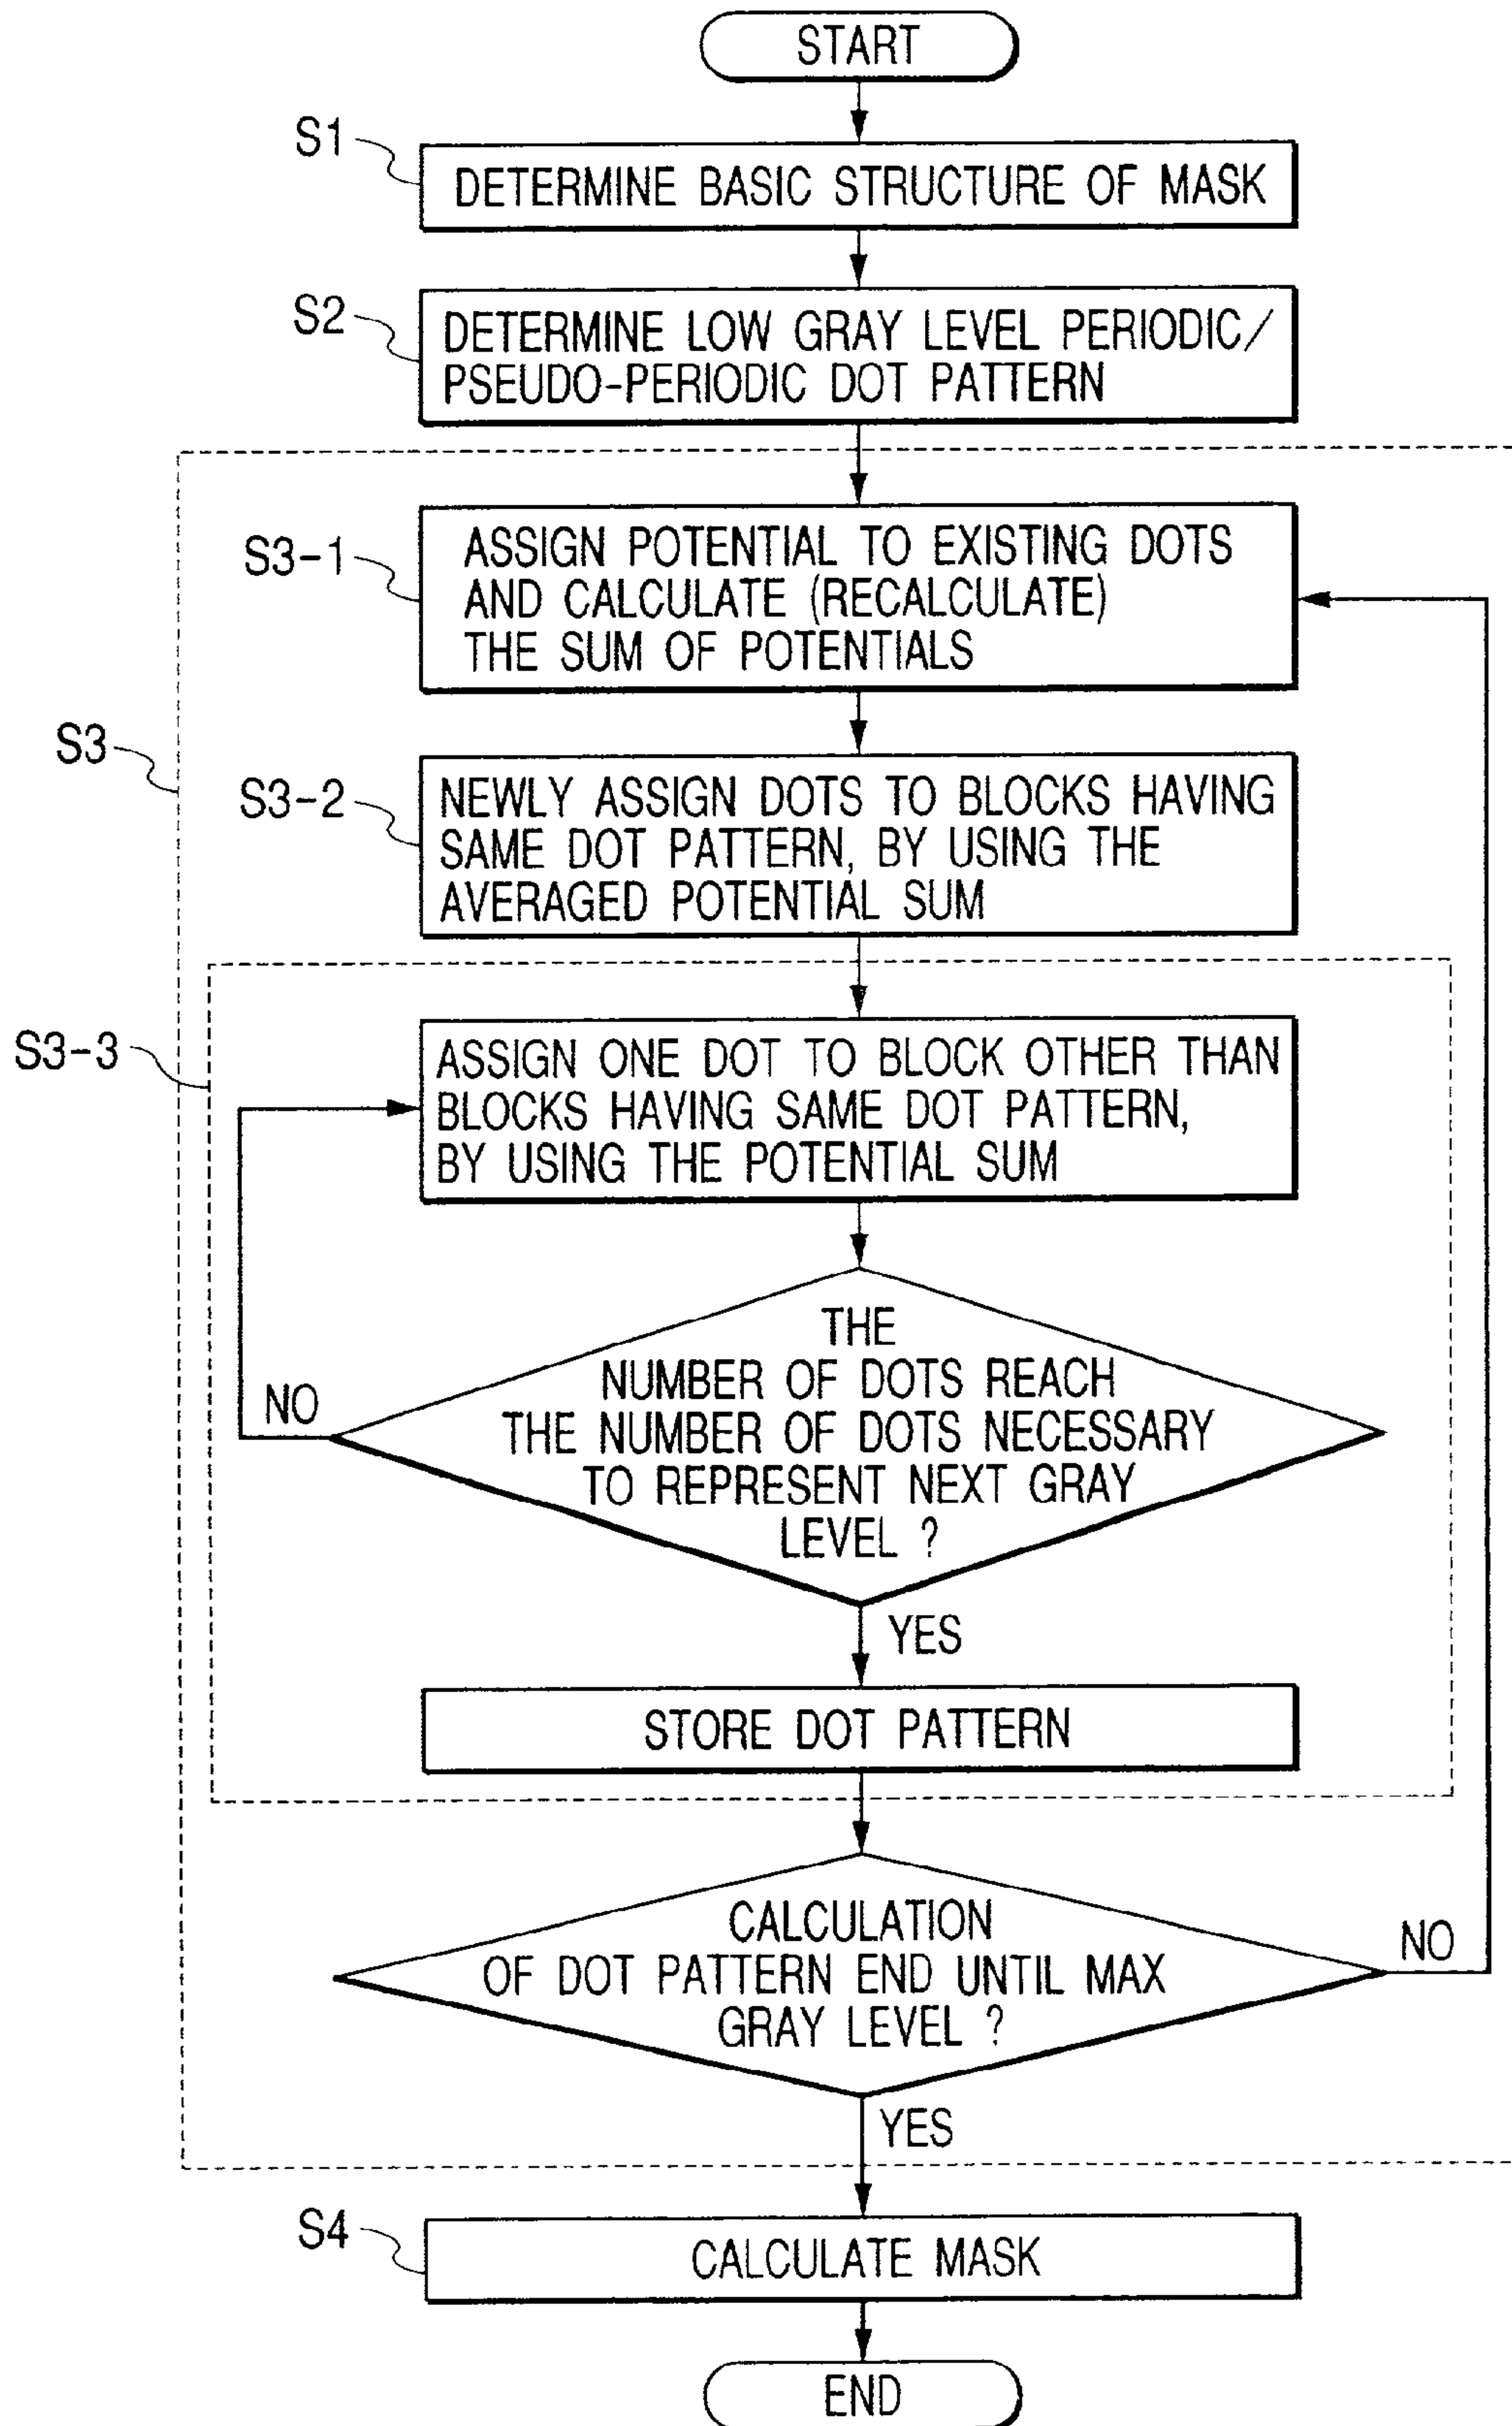 START
S1
DETERMINE BASIC STRUCTURE OF MASK
S2
DETERMINE LOW GRAY LEVEL PERIODIC/
PSEUDO-PERIODIC DOT PATTERN
S3-1
ASSIGN POTENTIAL TO EXISTING DOTS
AND CALCULATE (RECALCULATE)
THE SUM OF POTENTIALS
S3
S3-2
NEWLY ASSIGN DOTS TO BLOCKS HAVING
SAME DOT PATTERN, BY USING THE
AVERAGED POTENTIAL SUM
S3-3
ASSIGN ONE DOT TO BLOCK OTHER THAN
BLOCKS HAVING SAME DOT PATTERN,
BY USING THE POTENTIAL SUM
THE
NUMBER OF DOTS REACH
THE NUMBER OF DOTS NECESSARY
TO REPRESENT NEXT GRAY
LEVEL ?
NO
YES
STORE DOT PATTERN
CALCULATION
OF DOT PATTERN END UNTIL MAX
GRAY LEVEL ?
NO
YES
S4
CALCULATE MASK
END